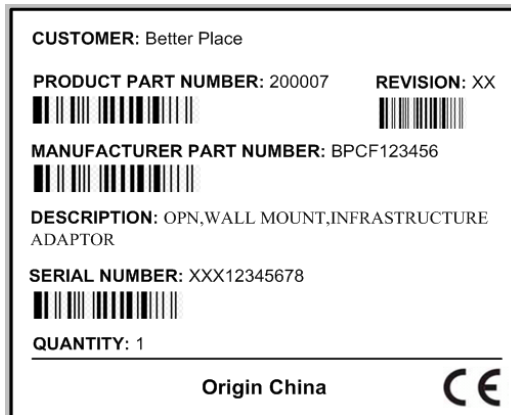 CUSTOMER: Better Place
PRODUCT PART NUMBER: 200007 REVISION: XX
MANUFACTURER PART NUMBER: BPCF123456
DESCRIPTION: OPN,WALL MOUNT,INFRASTRUCTURE
ADAPTOR
SERIAL NUMBER: XXX12345678
QUANTITY: 1
Origin China CE